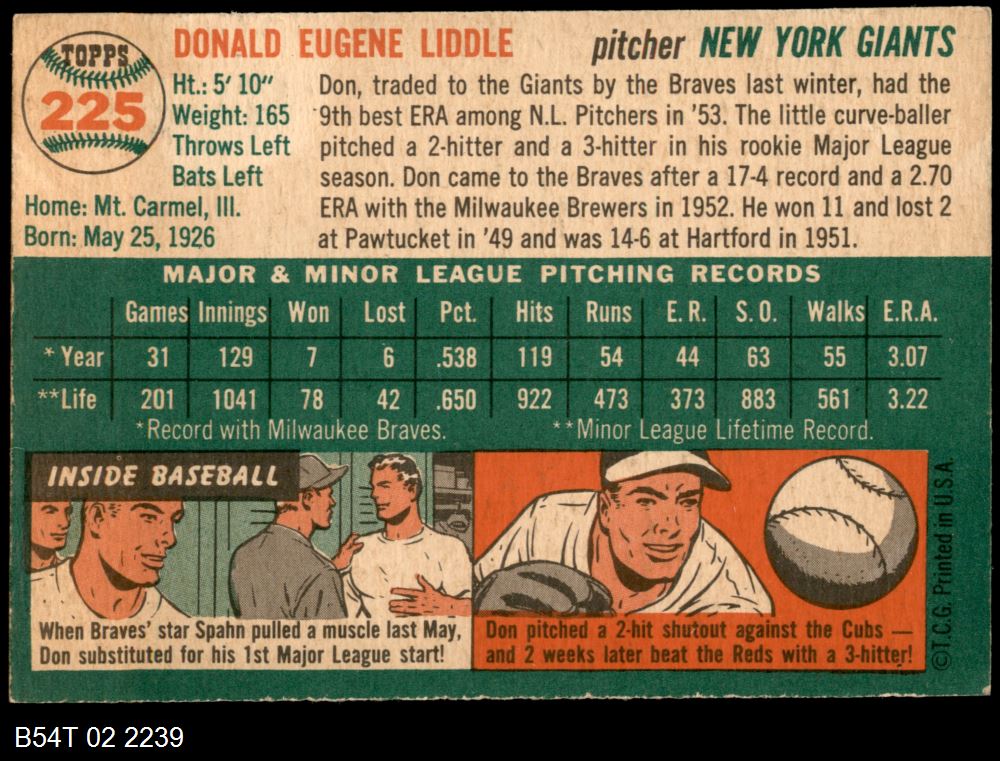 TOPPS
225
DONALD EUGENE LIDDLE
pitcher NEW YORK GIANTS
Ht.: 5' 10"
Weight: 165
Throws Left
Bats Left
Home: Mt. Carmel, Ill.
Born: May 25, 1926
Don, traded to the Giants by the Braves last winter, had the
9th best ERA among N.L. Pitchers in '53. The little curve-baller
pitched a 2-hitter and a 3-hitter in his rookie Major League
season. Don came to the Braves after a 17-4 record and a 2.70
ERA with the Milwaukee Brewers in 1952. He won 11 and lost 2
at Pawtucket in '49 and was 14-6 at Hartford in 1951.
MAJOR & MINOR LEAGUE PITCHING RECORDS
Games Innings Won Lost Pct. Hits Runs E. R. S. O. Walks E.R.A.
* Year 31 129 7 6 .538 119 54 44 63 55 3.07
**Life 201 1041 78 42 .650 922 473 373 883 561 3.22
*Record with Milwaukee Braves. **Minor League Lifetime Record.
INSIDE BASEBALL
When Braves' star Spahn pulled a muscle last May,
Don substituted for his 1st Major League start!
Don pitched a 2-hit shutout against the Cubs —
and 2 weeks later beat the Reds with a 3-hitter!
©T.C.G. Printed in U.S.A.
B54T 02 2239